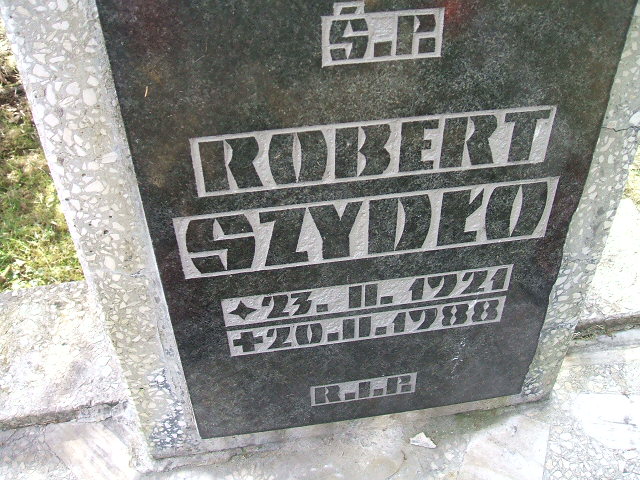 Ś.P.
ROBERT
SZYDŁO
✦23. II. 1921
+20.II.1988
R.I.P.